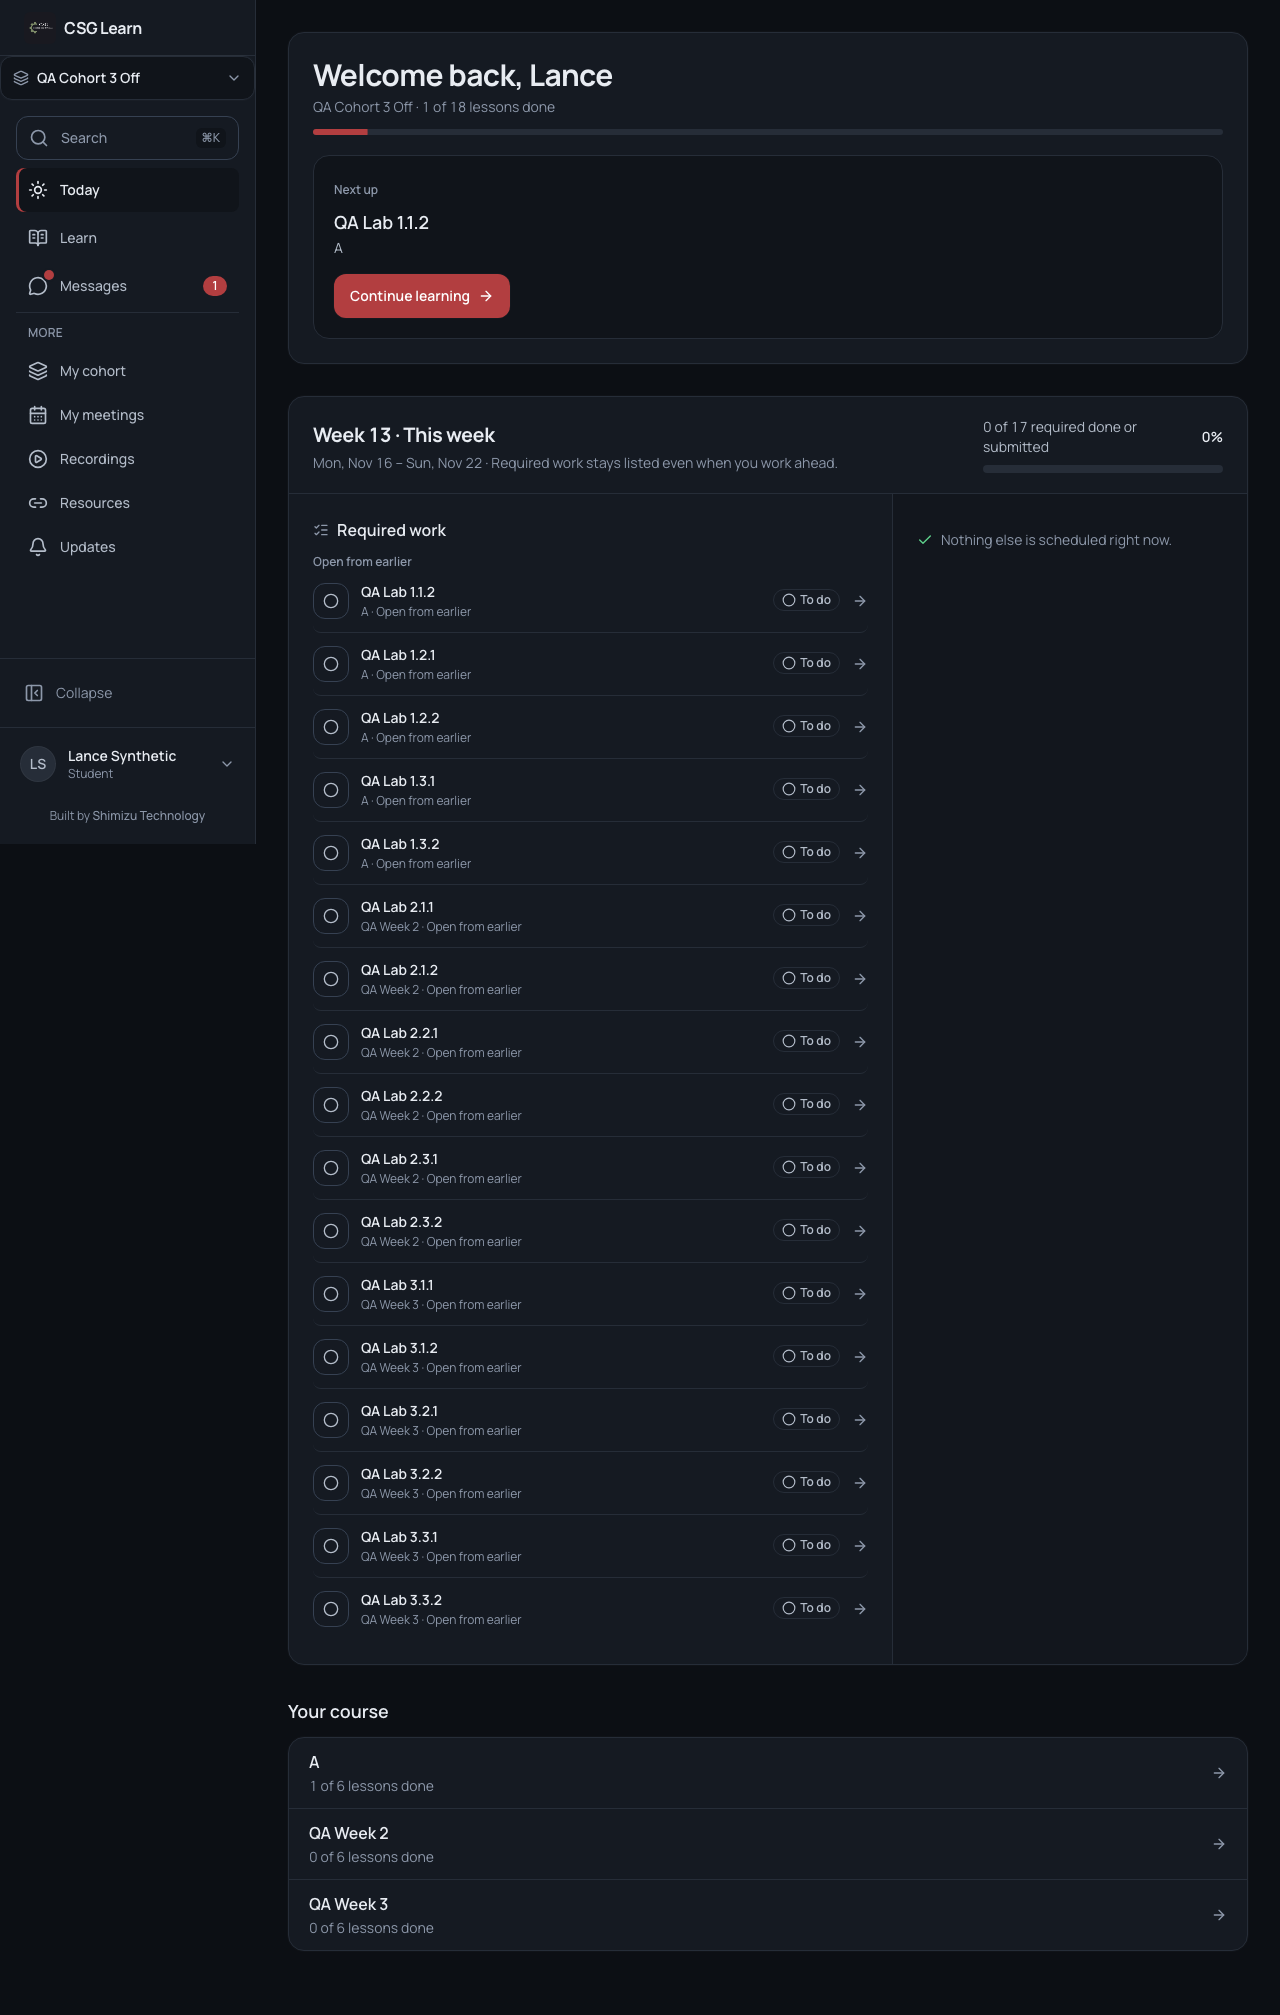 CSG Learn
QA Cohort 3 Off
Search
⌘K
Today
Learn
Messages
1
MORE
My cohort
My meetings
Recordings
Resources
Updates
Collapse
LS
Lance Synthetic
Student
Built by Shimizu Technology
Welcome back, Lance
QA Cohort 3 Off · 1 of 18 lessons done
Next up
QA Lab 1.1.2
A
Continue learning
Week 13 · This week
Mon, Nov 16 – Sun, Nov 22 · Required work stays listed even when you work ahead.
0 of 17 required done or
submitted
0%
Required work
Open from earlier
QA Lab 1.1.2
A · Open from earlier
To do
QA Lab 1.2.1
A · Open from earlier
To do
QA Lab 1.2.2
A · Open from earlier
To do
QA Lab 1.3.1
A · Open from earlier
To do
QA Lab 1.3.2
A · Open from earlier
To do
QA Lab 2.1.1
QA Week 2 · Open from earlier
To do
QA Lab 2.1.2
QA Week 2 · Open from earlier
To do
QA Lab 2.2.1
QA Week 2 · Open from earlier
To do
QA Lab 2.2.2
QA Week 2 · Open from earlier
To do
QA Lab 2.3.1
QA Week 2 · Open from earlier
To do
QA Lab 2.3.2
QA Week 2 · Open from earlier
To do
QA Lab 3.1.1
QA Week 3 · Open from earlier
To do
QA Lab 3.1.2
QA Week 3 · Open from earlier
To do
QA Lab 3.2.1
QA Week 3 · Open from earlier
To do
QA Lab 3.2.2
QA Week 3 · Open from earlier
To do
QA Lab 3.3.1
QA Week 3 · Open from earlier
To do
QA Lab 3.3.2
QA Week 3 · Open from earlier
To do
Nothing else is scheduled right now.
Your course
A
1 of 6 lessons done
QA Week 2
0 of 6 lessons done
QA Week 3
0 of 6 lessons done